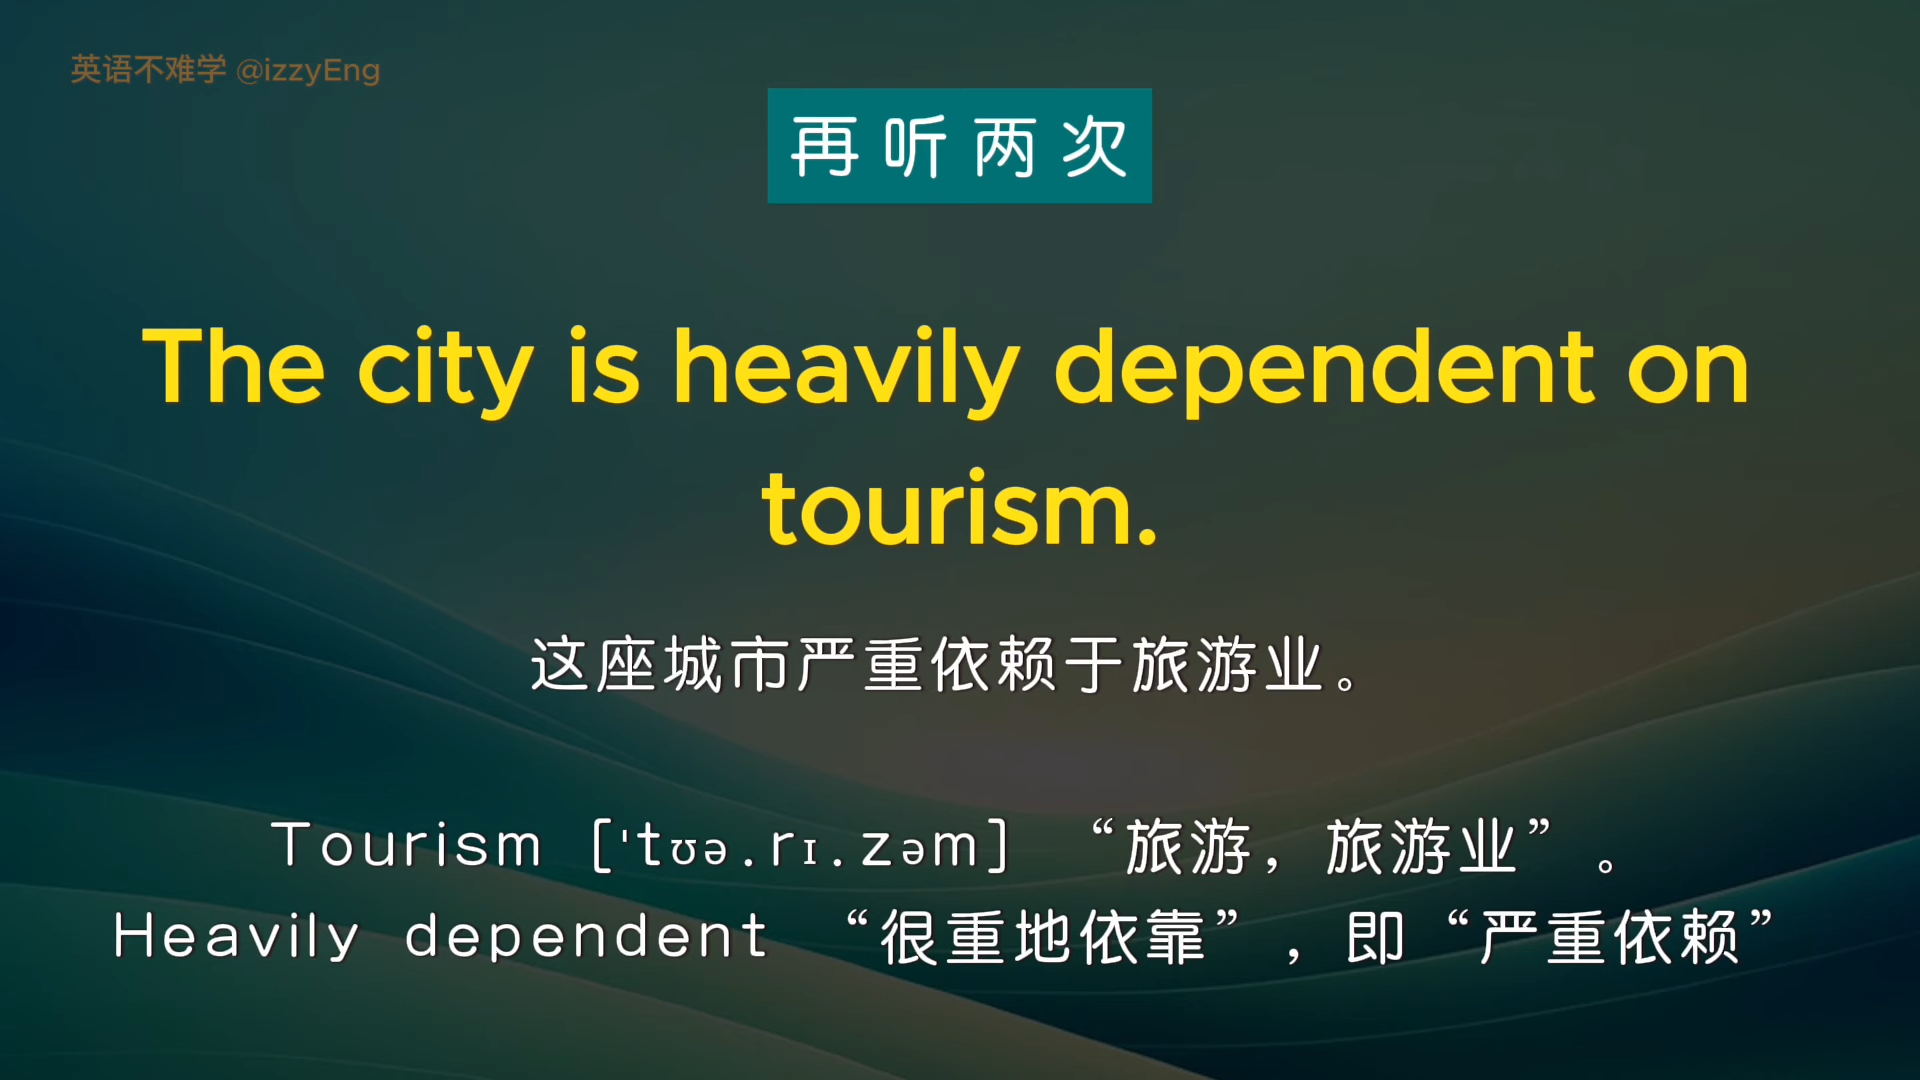 英语不难学 @izzyEng
再听两次
The city is heavily dependent on
tourism.
这座城市严重依赖于旅游业。
Tourism [ˈtʊə.rɪ.zəm] “旅游，旅游业”。
Heavily dependent “很重地依靠”，即“严重依赖”